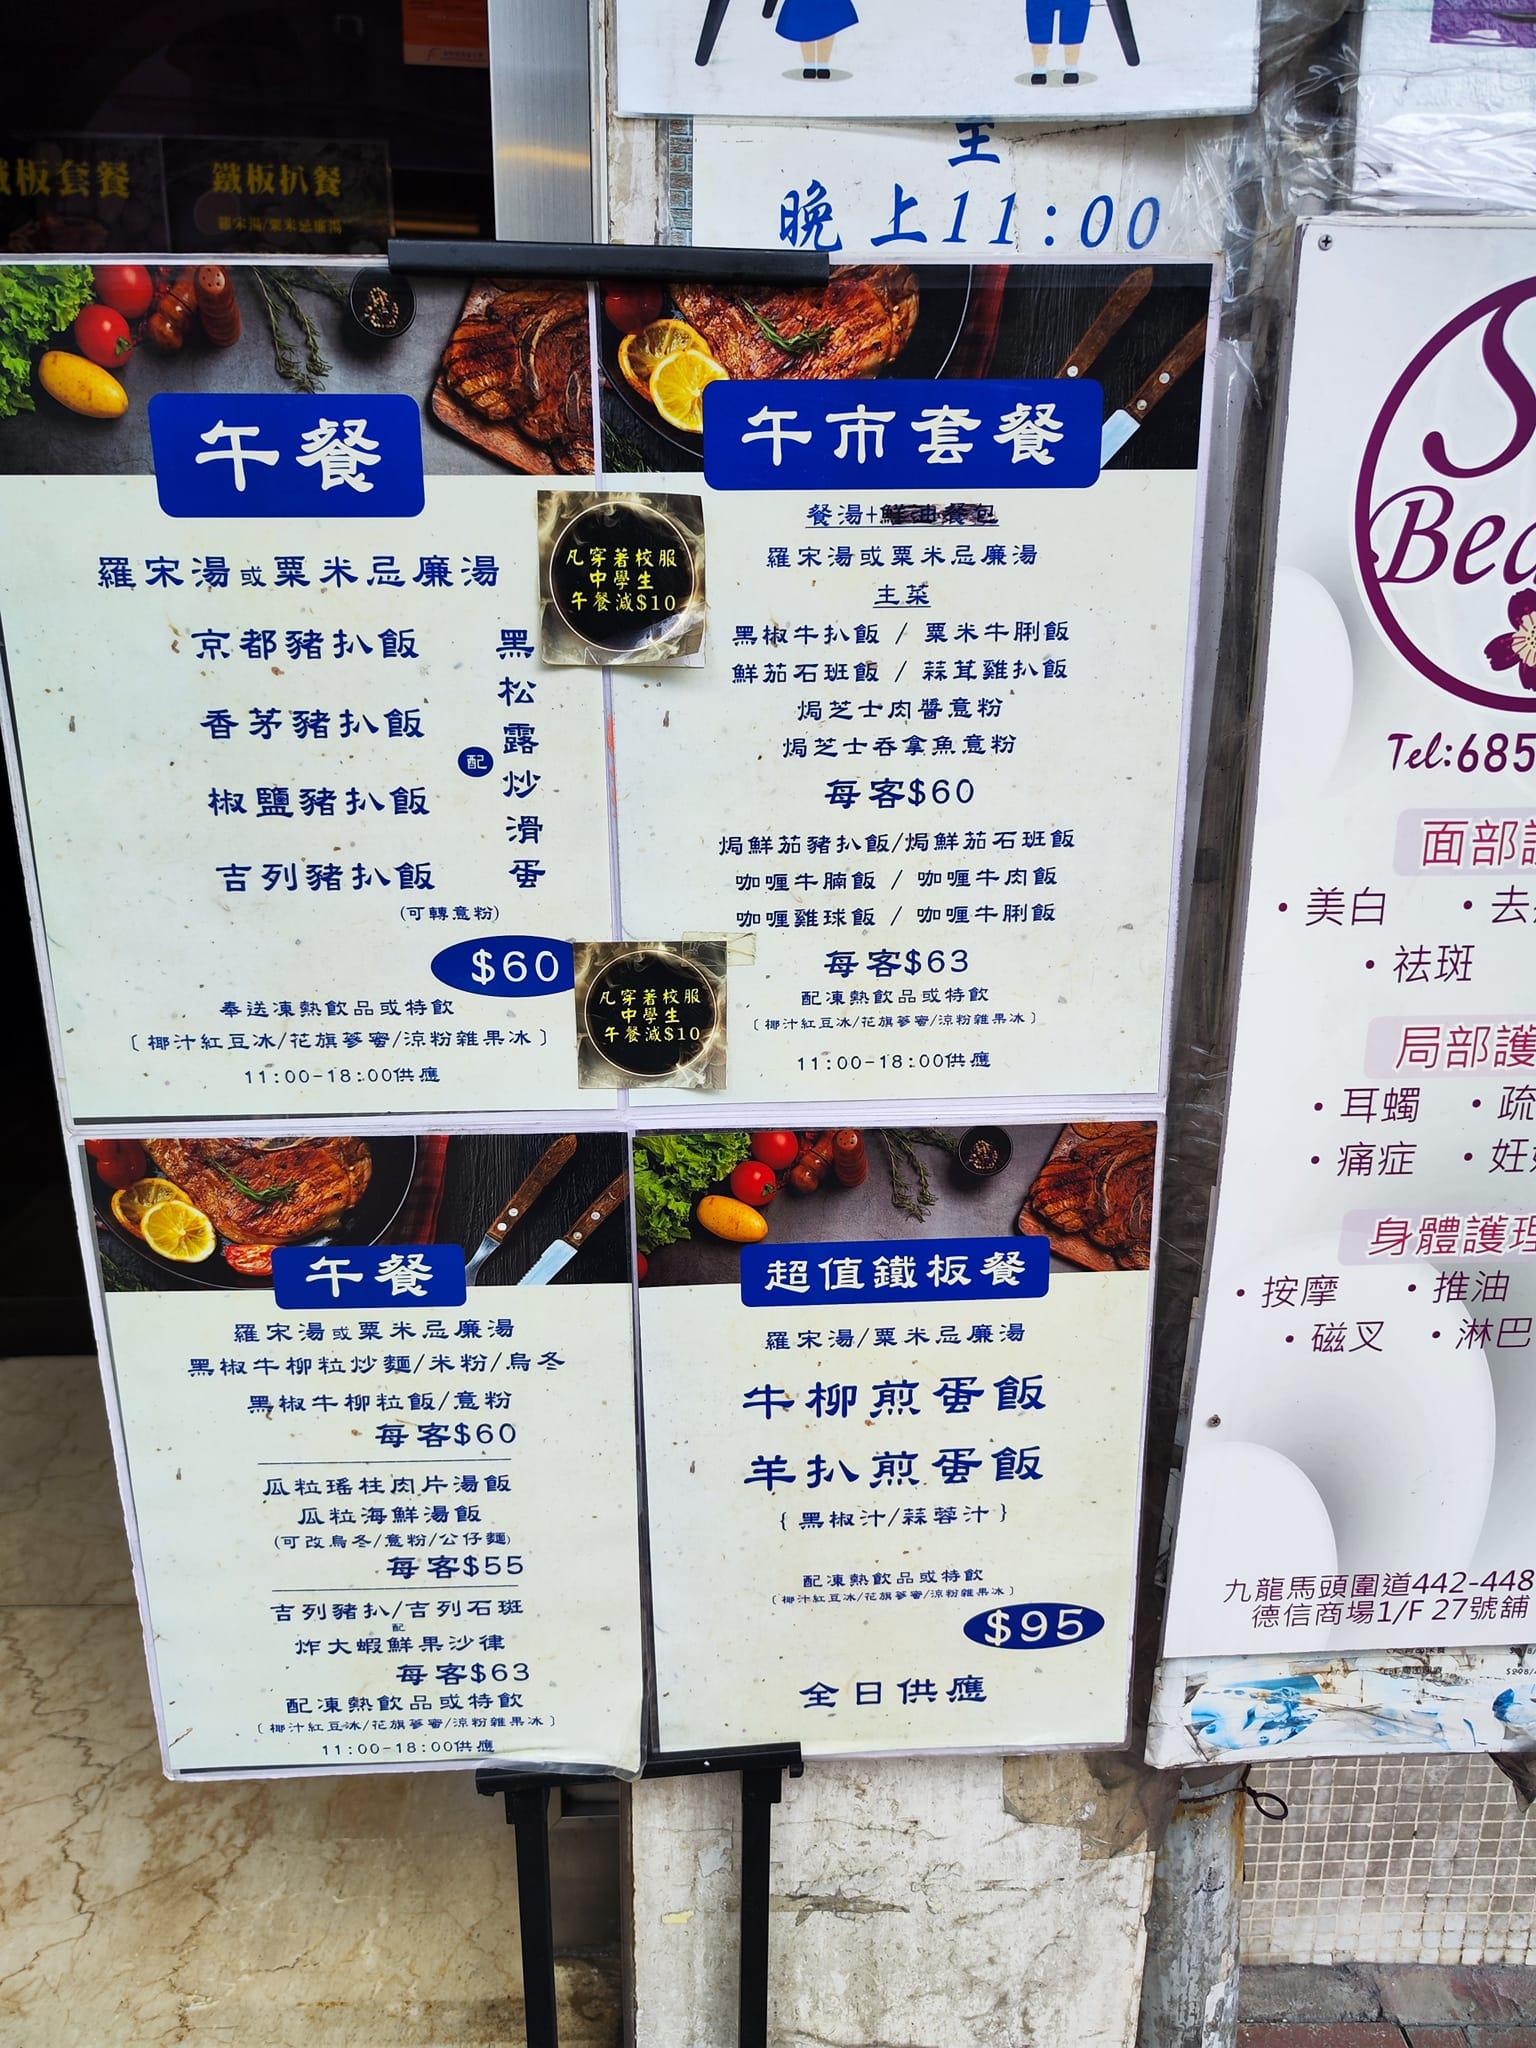 鐵板扒餐
羅宋湯/粟米忌廉湯
板套餐
至
晚上11:00
午餐
羅宋湯或粟米忌廉湯
京都豬扒飯
香茅豬扒飯
椒鹽豬扒飯
吉列豬扒飯
配
黑松露炒滑蛋
(可轉意粉)
$60
奉送凍熱飲品或特飲
〔椰汁紅豆冰/花旗蔘蜜/涼粉雜果冰〕
11:00-18:00供應
凡穿著校服
中學生
午餐減$10
午市套餐
餐湯+鮮油餐包
羅宋湯或粟米忌廉湯
主菜
黑椒牛扒飯 / 粟米牛脷飯
鮮茄石班飯 / 蒜茸雞扒飯
焗芝士肉醬意粉
焗芝士吞拿魚意粉
每客$60
焗鮮茄豬扒飯/焗鮮茄石班飯
咖喱牛腩飯 / 咖喱牛肉飯
咖喱雞球飯 / 咖喱牛脷飯
每客$63
配凍熱飲品或特飲
〔椰汁紅豆冰/花旗蔘蜜/涼粉雜果冰〕
11:00-18:00供應
凡穿著校服
中學生
午餐減$10
午餐
羅宋湯或粟米忌廉湯
黑椒牛柳粒炒麵/米粉/烏冬
黑椒牛柳粒飯/意粉
每客$60
瓜粒瑤柱肉片湯飯
瓜粒海鮮湯飯
(可改烏冬/意粉/公仔麵)
每客$55
吉列豬扒/吉列石班
配
炸大蝦鮮果沙律
每客$63
配凍熱飲品或特飲
〔椰汁紅豆冰/花旗蔘蜜/涼粉雜果冰〕
11:00-18:00供應
超值鐵板餐
羅宋湯/粟米忌廉湯
牛柳煎蛋飯
羊扒煎蛋飯
{黑椒汁/蒜蓉汁}
配凍熱飲品或特飲
〔椰汁紅豆冰/花旗蔘蜜/涼粉雜果冰〕
$95
全日供應
S
Bea
Tel:685
面部
・美白 ・去
・祛斑
局部護
・耳蠋 ・疏
・痛症 ・妊
身體護理
・按摩 ・推油
・磁叉 ・淋巴
九龍馬頭圍道442-448
德信商場1/F 27號舖